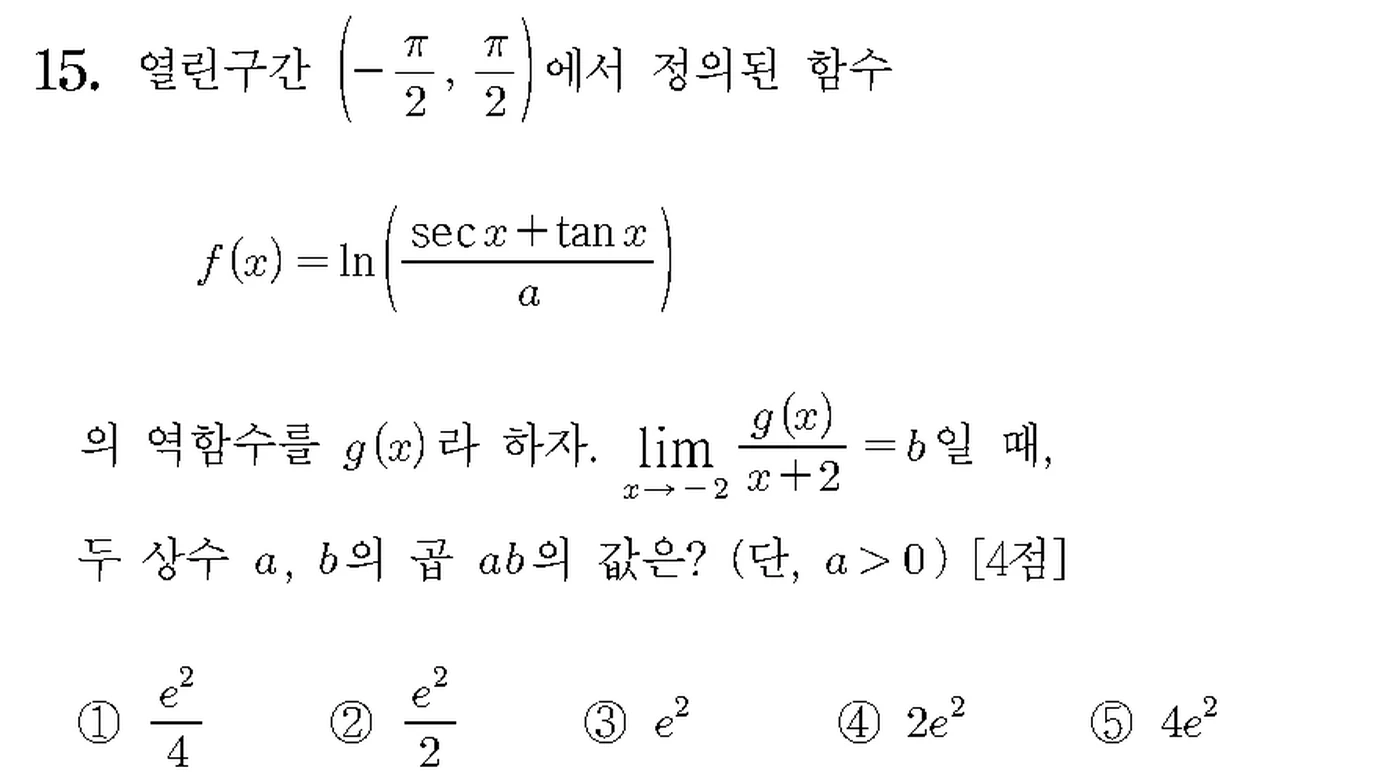 15. 열린구간 (-π/2, π/2)에서 정의된 함수
f(x)=ln((sec x+tan x)/a)
의 역함수를 g(x)라 하자. lim_{x→-2} g(x)/(x+2)=b일 때,
두 상수 a, b의 곱 ab의 값은? (단, a>0) [4점]
① e²/4 ② e²/2 ③ e² ④ 2e² ⑤ 4e²